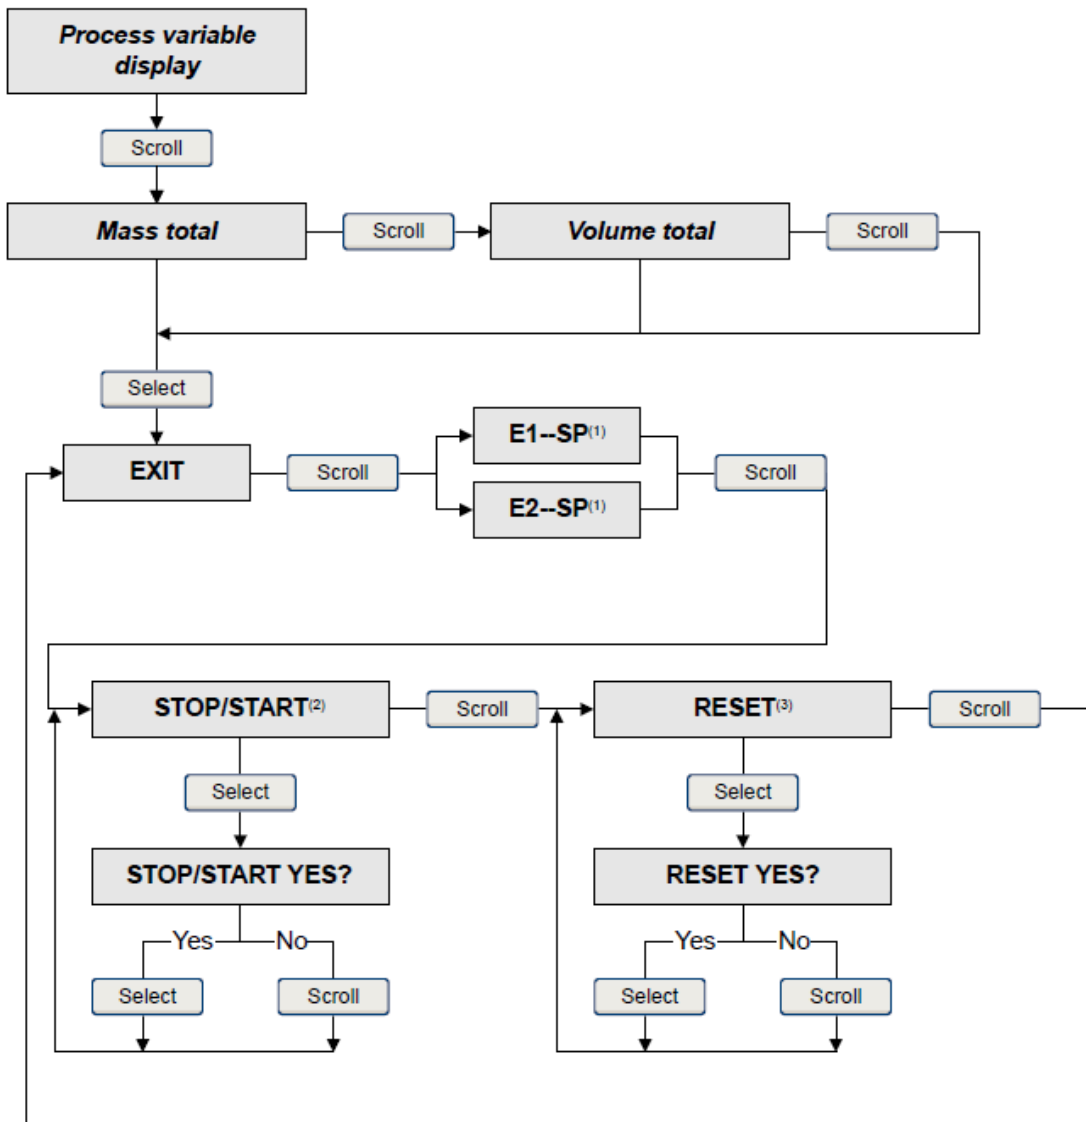 Process variable
display
Scroll
Mass total
Scroll
Volume total
Scroll
Select
EXIT
Scroll
E1--SP(1)
E2--SP(1)
Scroll
STOP/START(2)
Scroll
RESET(3)
Scroll
Select
Select
STOP/START YES?
RESET YES?
Yes
No
Yes
No
Select
Scroll
Select
Scroll